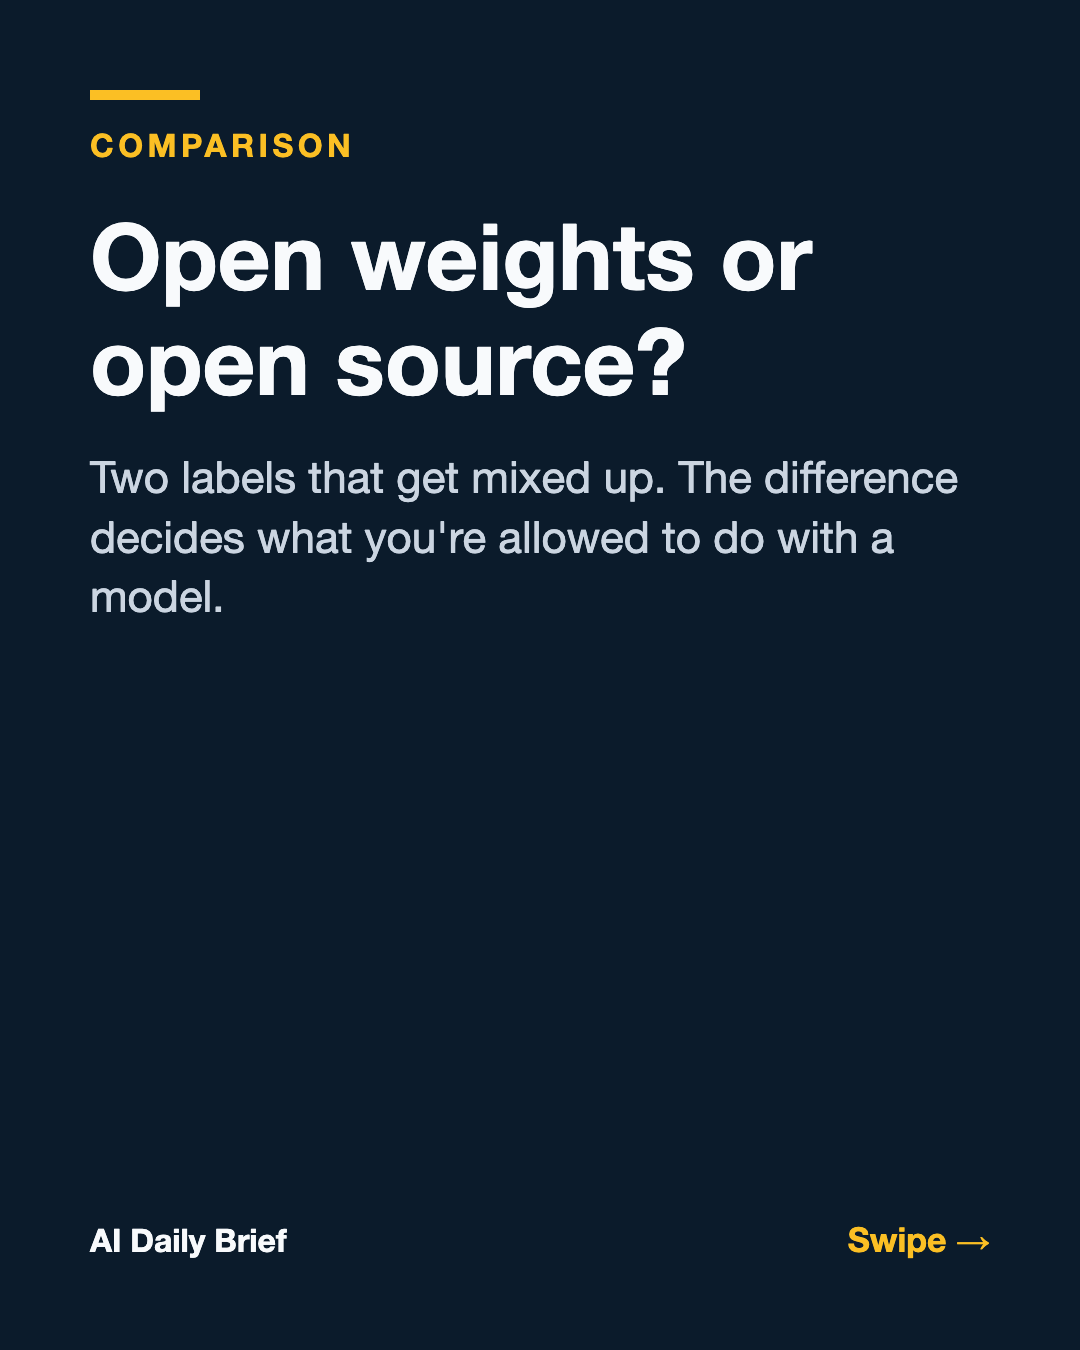 COMPARISON
Open weights or
open source?
Two labels that get mixed up. The difference
decides what you're allowed to do with a
model.
AI Daily Brief
Swipe →